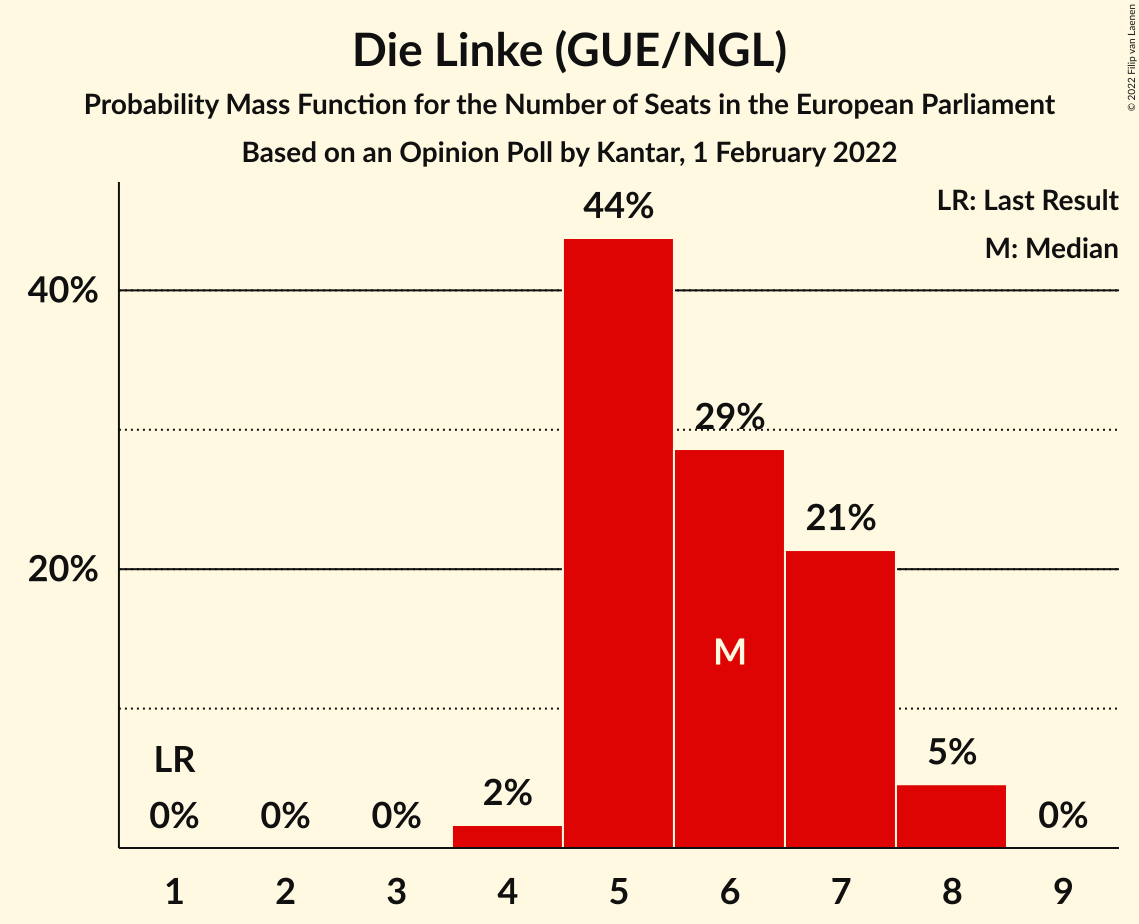 © 2022 Filip van Laenen
Die Linke (GUE/NGL)
Probability Mass Function for the Number of Seats in the European Parliament
Based on an Opinion Poll by Kantar, 1 February 2022
LR: Last Result
M: Median
44%
40%
29%
21%
20%
M
LR
5%
2%
0% 0% 0% 0%
1 2 3 4 5 6 7 8 9